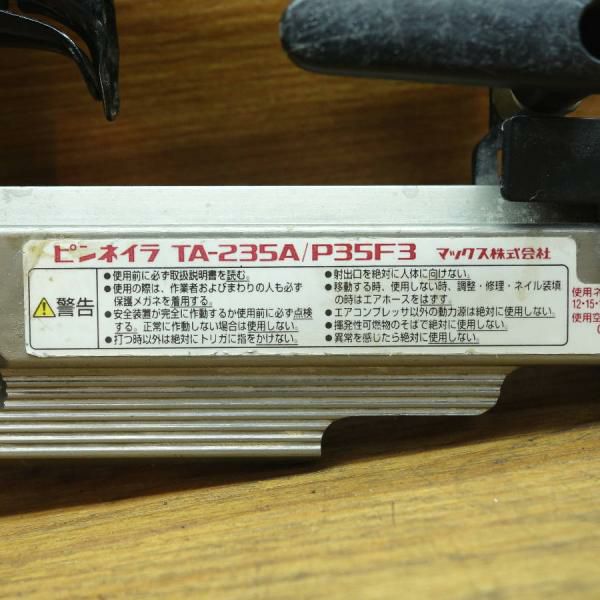 ピンネイラ TA-235A/P35F3 マックス株式会社
警告
●使用前に必ず取扱説明書を読む。
●使用の際は、作業者およびまわりの人も必ず
保護メガネを着用する。
●安全装置が完全に作動するか使用前に必ず点検
する。正常に作動しない場合は使用しない。
●打つ時以外は絶対にトリガに指をかけない。
●射出口を絶対に人体に向けない。
●移動する時、使用しない時、調整・修理・ネイル装填
の時はエアホースをはずす。
●エアコンプレッサ以外の動力源は絶対に使用しない。
●揮発性可燃物のそばで絶対に使用しない。
●異常を感じたら絶対に使用しない。
使用ネ
12・15・
使用空